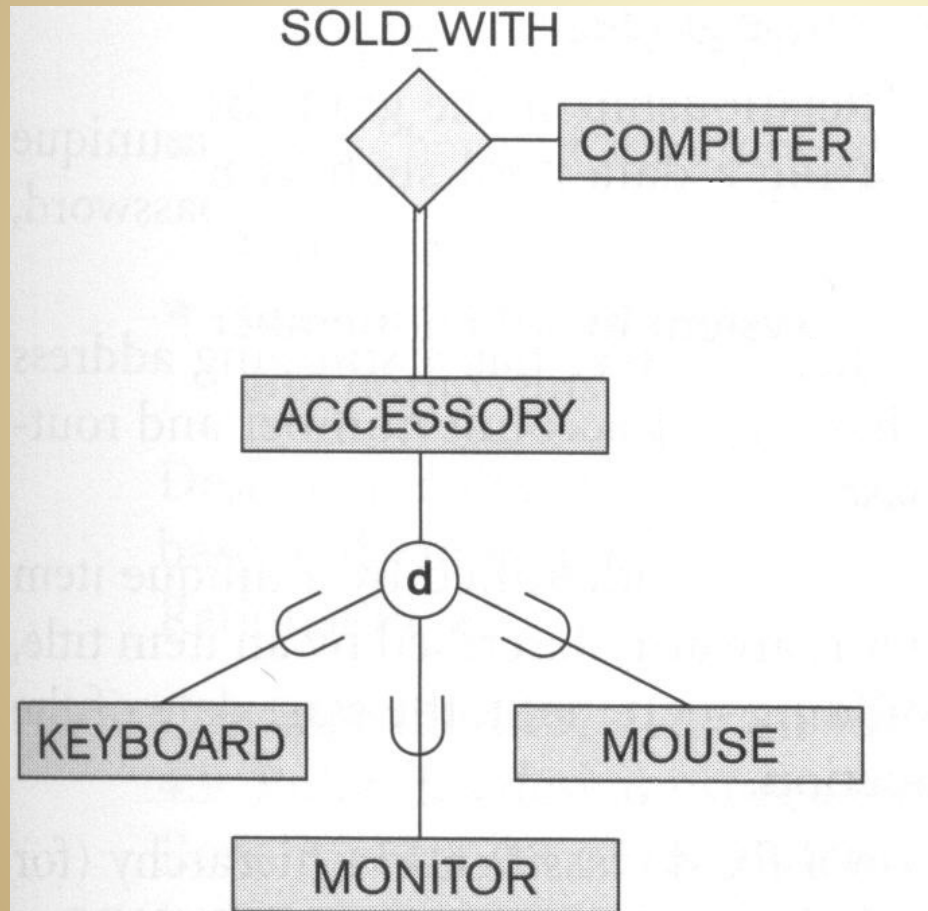 SOLD_WITH
COMPUTER
ACCESSORY
d
KEYBOARD
MOUSE
MONITOR